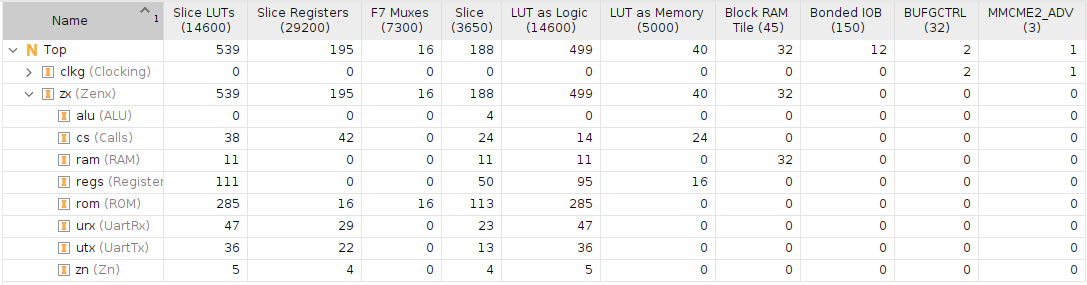 Name 1 Slice LUTs (14600) Slice Registers (29200) F7 Muxes (7300) Slice (3650) LUT as Logic (14600) LUT as Memory (5000) Block RAM Tile (45) Bonded IOB (150) BUFGCTRL (32) MMCME2_ADV (3)
N Top 539 195 16 188 499 40 32 12 2 1
clkg (Clocking) 0 0 0 0 0 0 0 0 2 1
zx (Zenx) 539 195 16 188 499 40 32 0 0 0
alu (ALU) 0 0 0 4 0 0 0 0 0 0
cs (Calls) 38 42 0 24 14 24 0 0 0 0
ram (RAM) 11 0 0 11 11 0 32 0 0 0
regs (Register 111 0 0 50 95 16 0 0 0 0
rom (ROM) 285 16 16 113 285 0 0 0 0 0
urx (UartRx) 47 29 0 23 47 0 0 0 0 0
utx (UartTx) 36 22 0 13 36 0 0 0 0 0
zn (Zn) 5 4 0 4 5 0 0 0 0 0